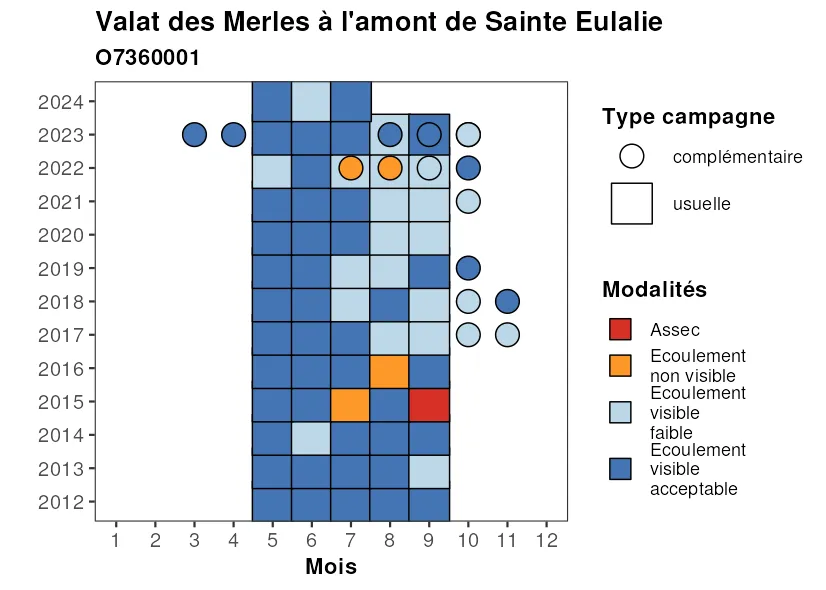 Valat des Merles à l'amont de Sainte Eulalie
O7360001
2024
2023
2022
2021
2020
2019
2018
2017
2016
2015
2014
2013
2012
1 2 3 4 5 6 7 8 9 10 11 12
Mois
Type campagne
complémentaire
usuelle
Modalités
Assec
Ecoulement
non visible
Ecoulement
visible
faible
Ecoulement
visible
acceptable